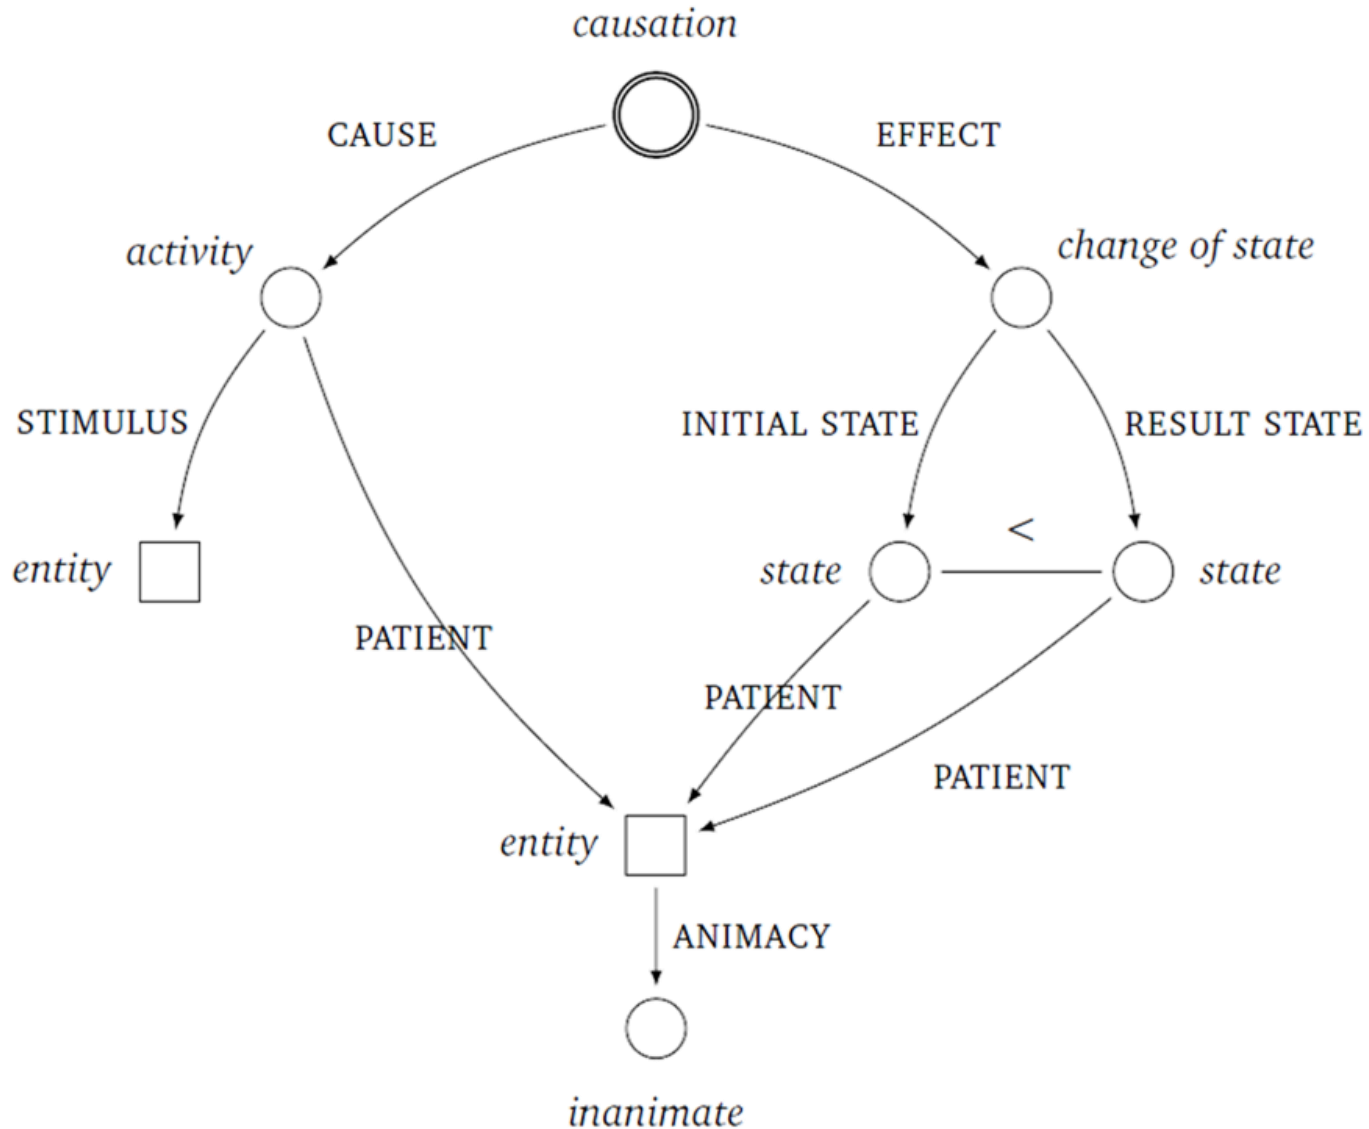 causation
CAUSE
EFFECT
activity
change of state
STIMULUS
INITIAL STATE
RESULT STATE
<
entity
state
state
PATIENT
PATIENT
PATIENT
entity
ANIMACY
inanimate